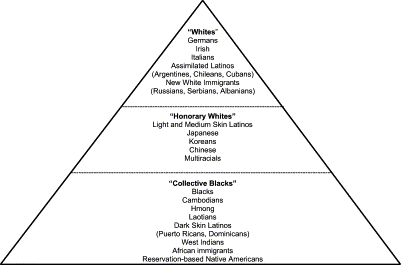 “Whites”
Germans
Irish
Italians
Assimilated Latinos
(Argentines, Chileans, Cubans)
New White Immigrants
(Russians, Serbians, Albanians)
“Honorary Whites”
Light and Medium Skin Latinos
Japanese
Koreans
Chinese
Multiracials
“Collective Blacks”
Blacks
Cambodians
Hmong
Laotians
Dark Skin Latinos
(Puerto Ricans, Dominicans)
West Indians
African immigrants
Reservation-based Native Americans